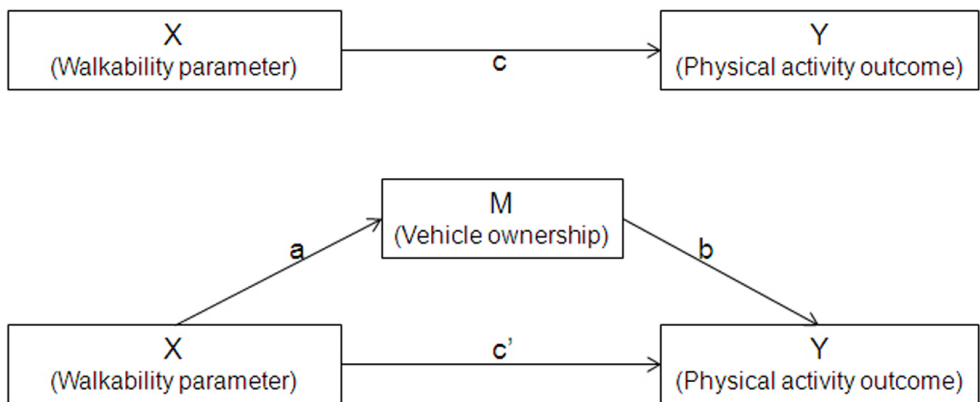 X
(Walkability parameter)
c
Y
(Physical activity outcome)
M
(Vehicle ownership)
a
b
X
(Walkability parameter)
c’
Y
(Physical activity outcome)